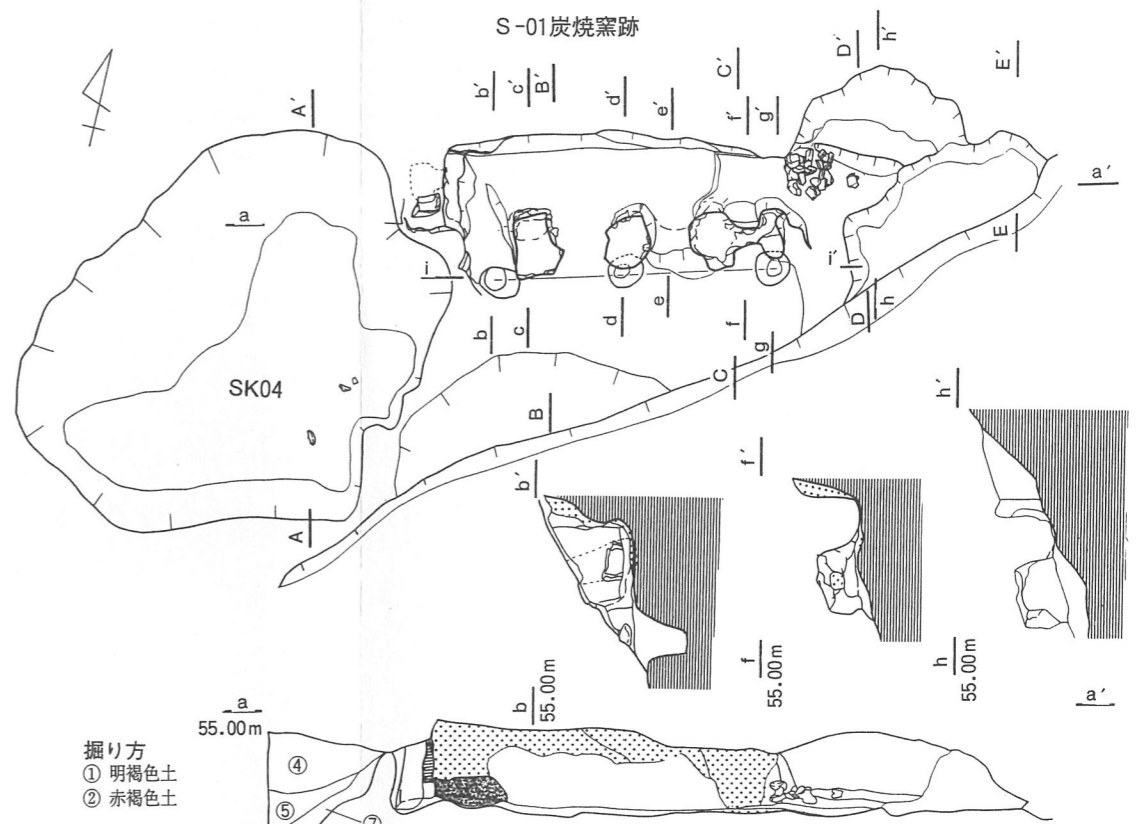 S-01炭焼窯跡
A´
b´
c´
B´
d´
e´
C´
f´
g´
D´
h´
E´
a
a´
i
i´
E
b
c
d
e
f
g
D
h
C
SK04
B
A
b´
f´
h´
b
55.00m
f
55.00m
h
55.00m
a
a´
55.00m
掘り方
① 明褐色土
② 赤褐色土
④
⑤
⑦